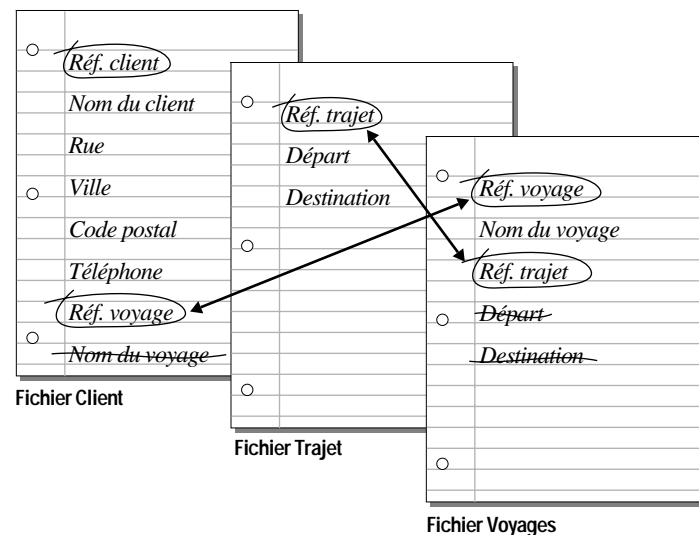 Réf. client
Nom du client
Rue
Ville
Code postal
Téléphone
Réf. voyage
Nom du voyage
Fichier Client
Réf. trajet
Départ
Destination
Fichier Trajet
Réf. voyage
Nom du voyage
Réf. trajet
Départ
Destination
Fichier Voyages